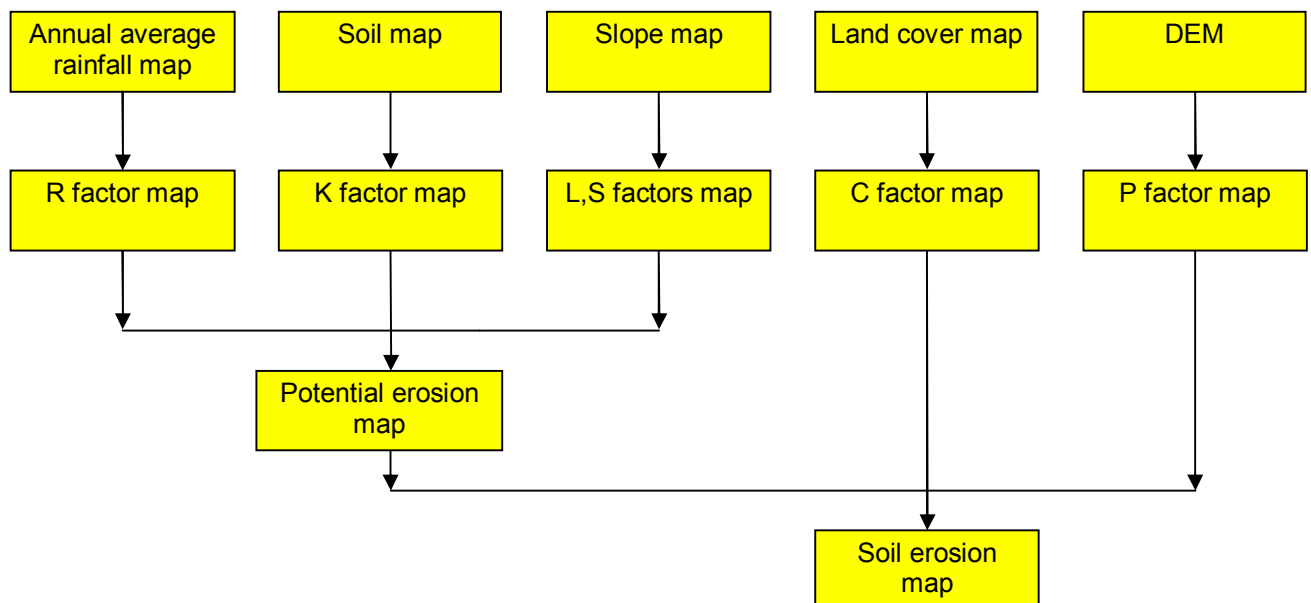 Annual average
rainfall map
Soil map
Slope map
Land cover map
DEM
R factor map
K factor map
L,S factors map
C factor map
P factor map
Potential erosion
map
Soil erosion
map